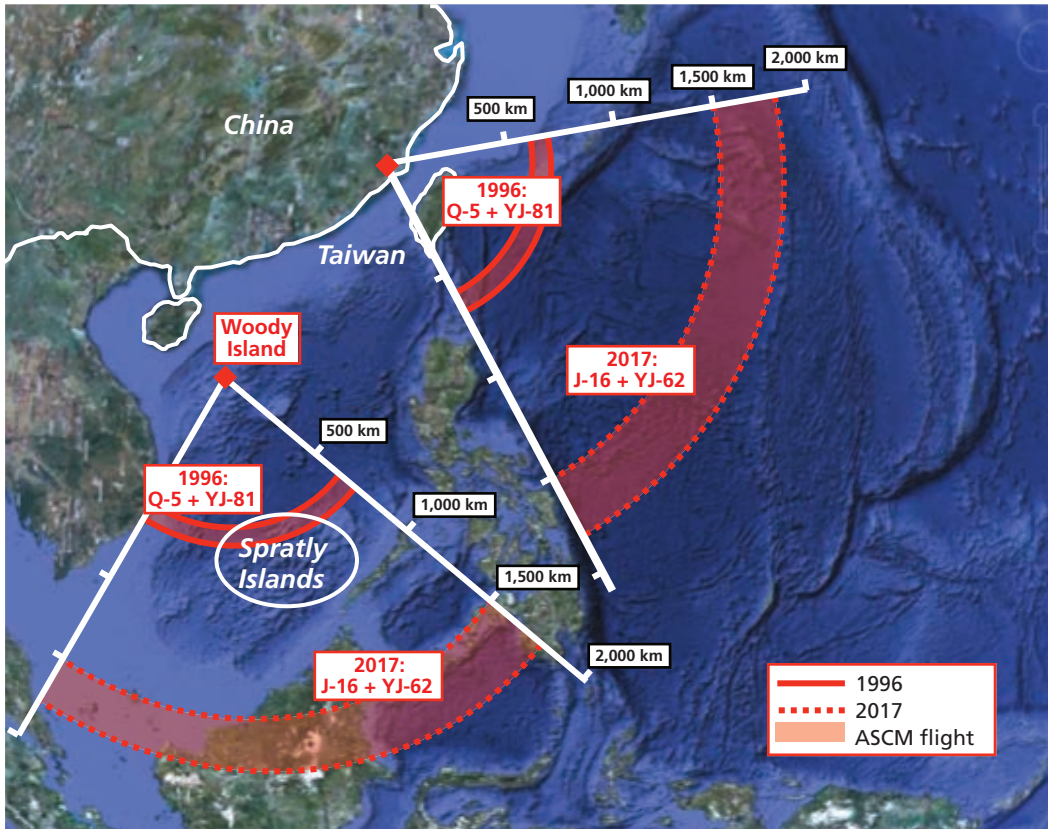 2,000 km
1,500 km
1,000 km
500 km
China
1996:
Q-5 + YJ-81
Taiwan
Woody
Island
2017:
J-16 + YJ-62
500 km
1996:
Q-5 + YJ-81
1,000 km
Spratly
Islands
1,500 km
2017:
J-16 + YJ-62
2,000 km
1996
2017
ASCM flight